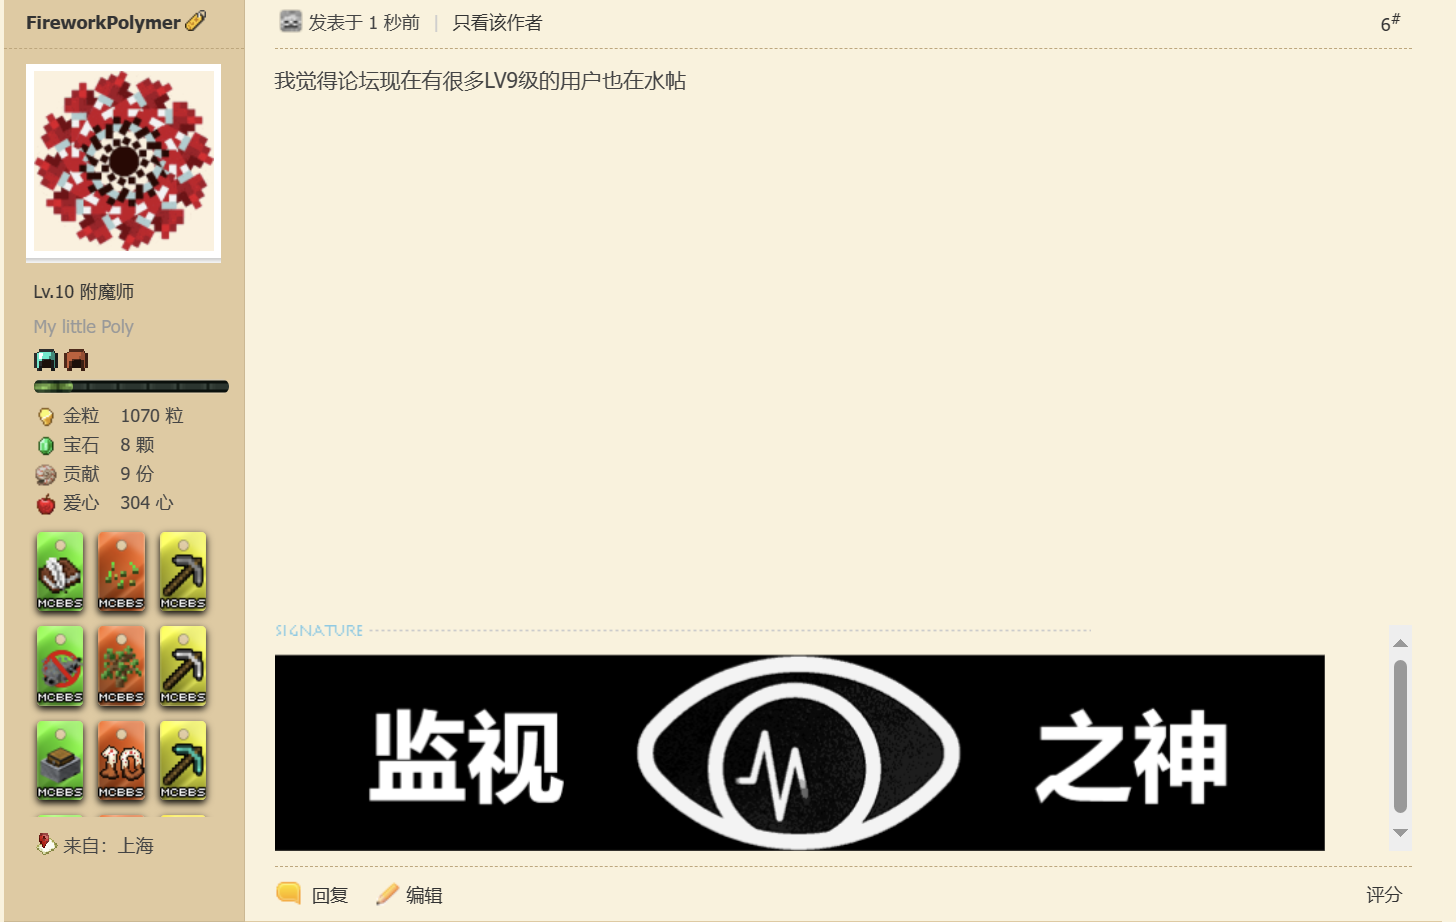 FireworkPolymer
发表于 1 秒前 | 只看该作者
6#
我觉得论坛现在有很多LV9级的用户也在水帖
Lv.10 附魔师
My little Poly
金粒 1070 粒
宝石 8 颗
贡献 9 份
爱心 304 心
MCBBS MCBBS MCBBS
MCBBS MCBBS MCBBS
10
MCBBS MCBBS MCBBS
来自：上海
SIGNATURE
监视 之神
回复 编辑 评分